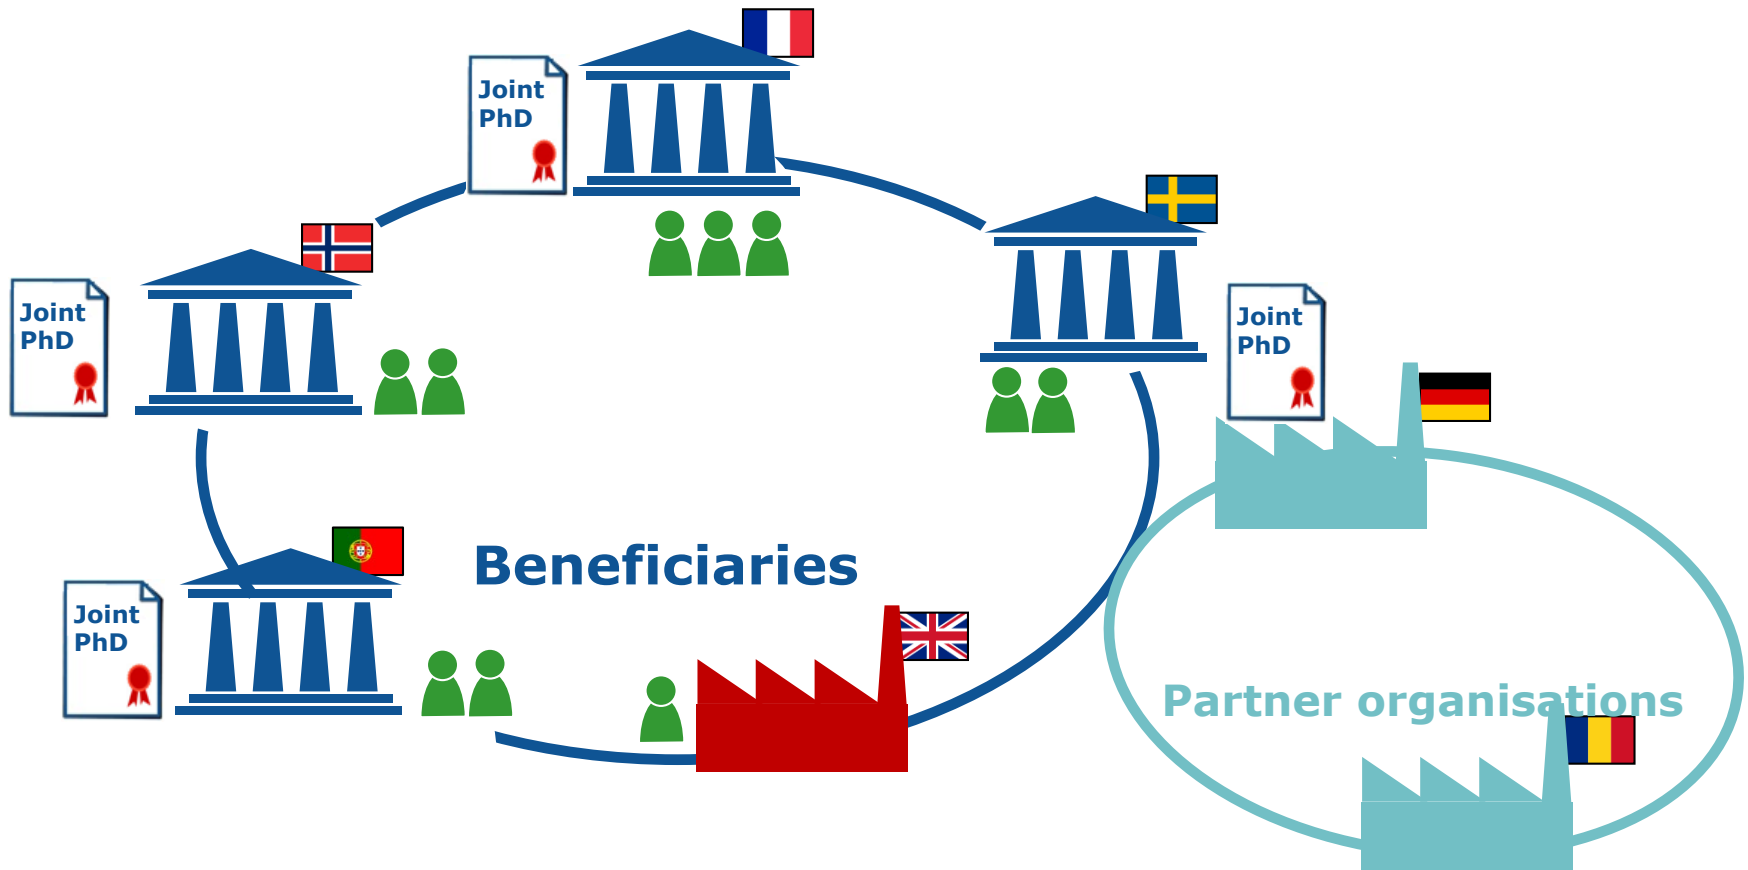 Joint
PhD
Joint
PhD
Joint
PhD
Joint
PhD
Beneficiaries
Partner organisations